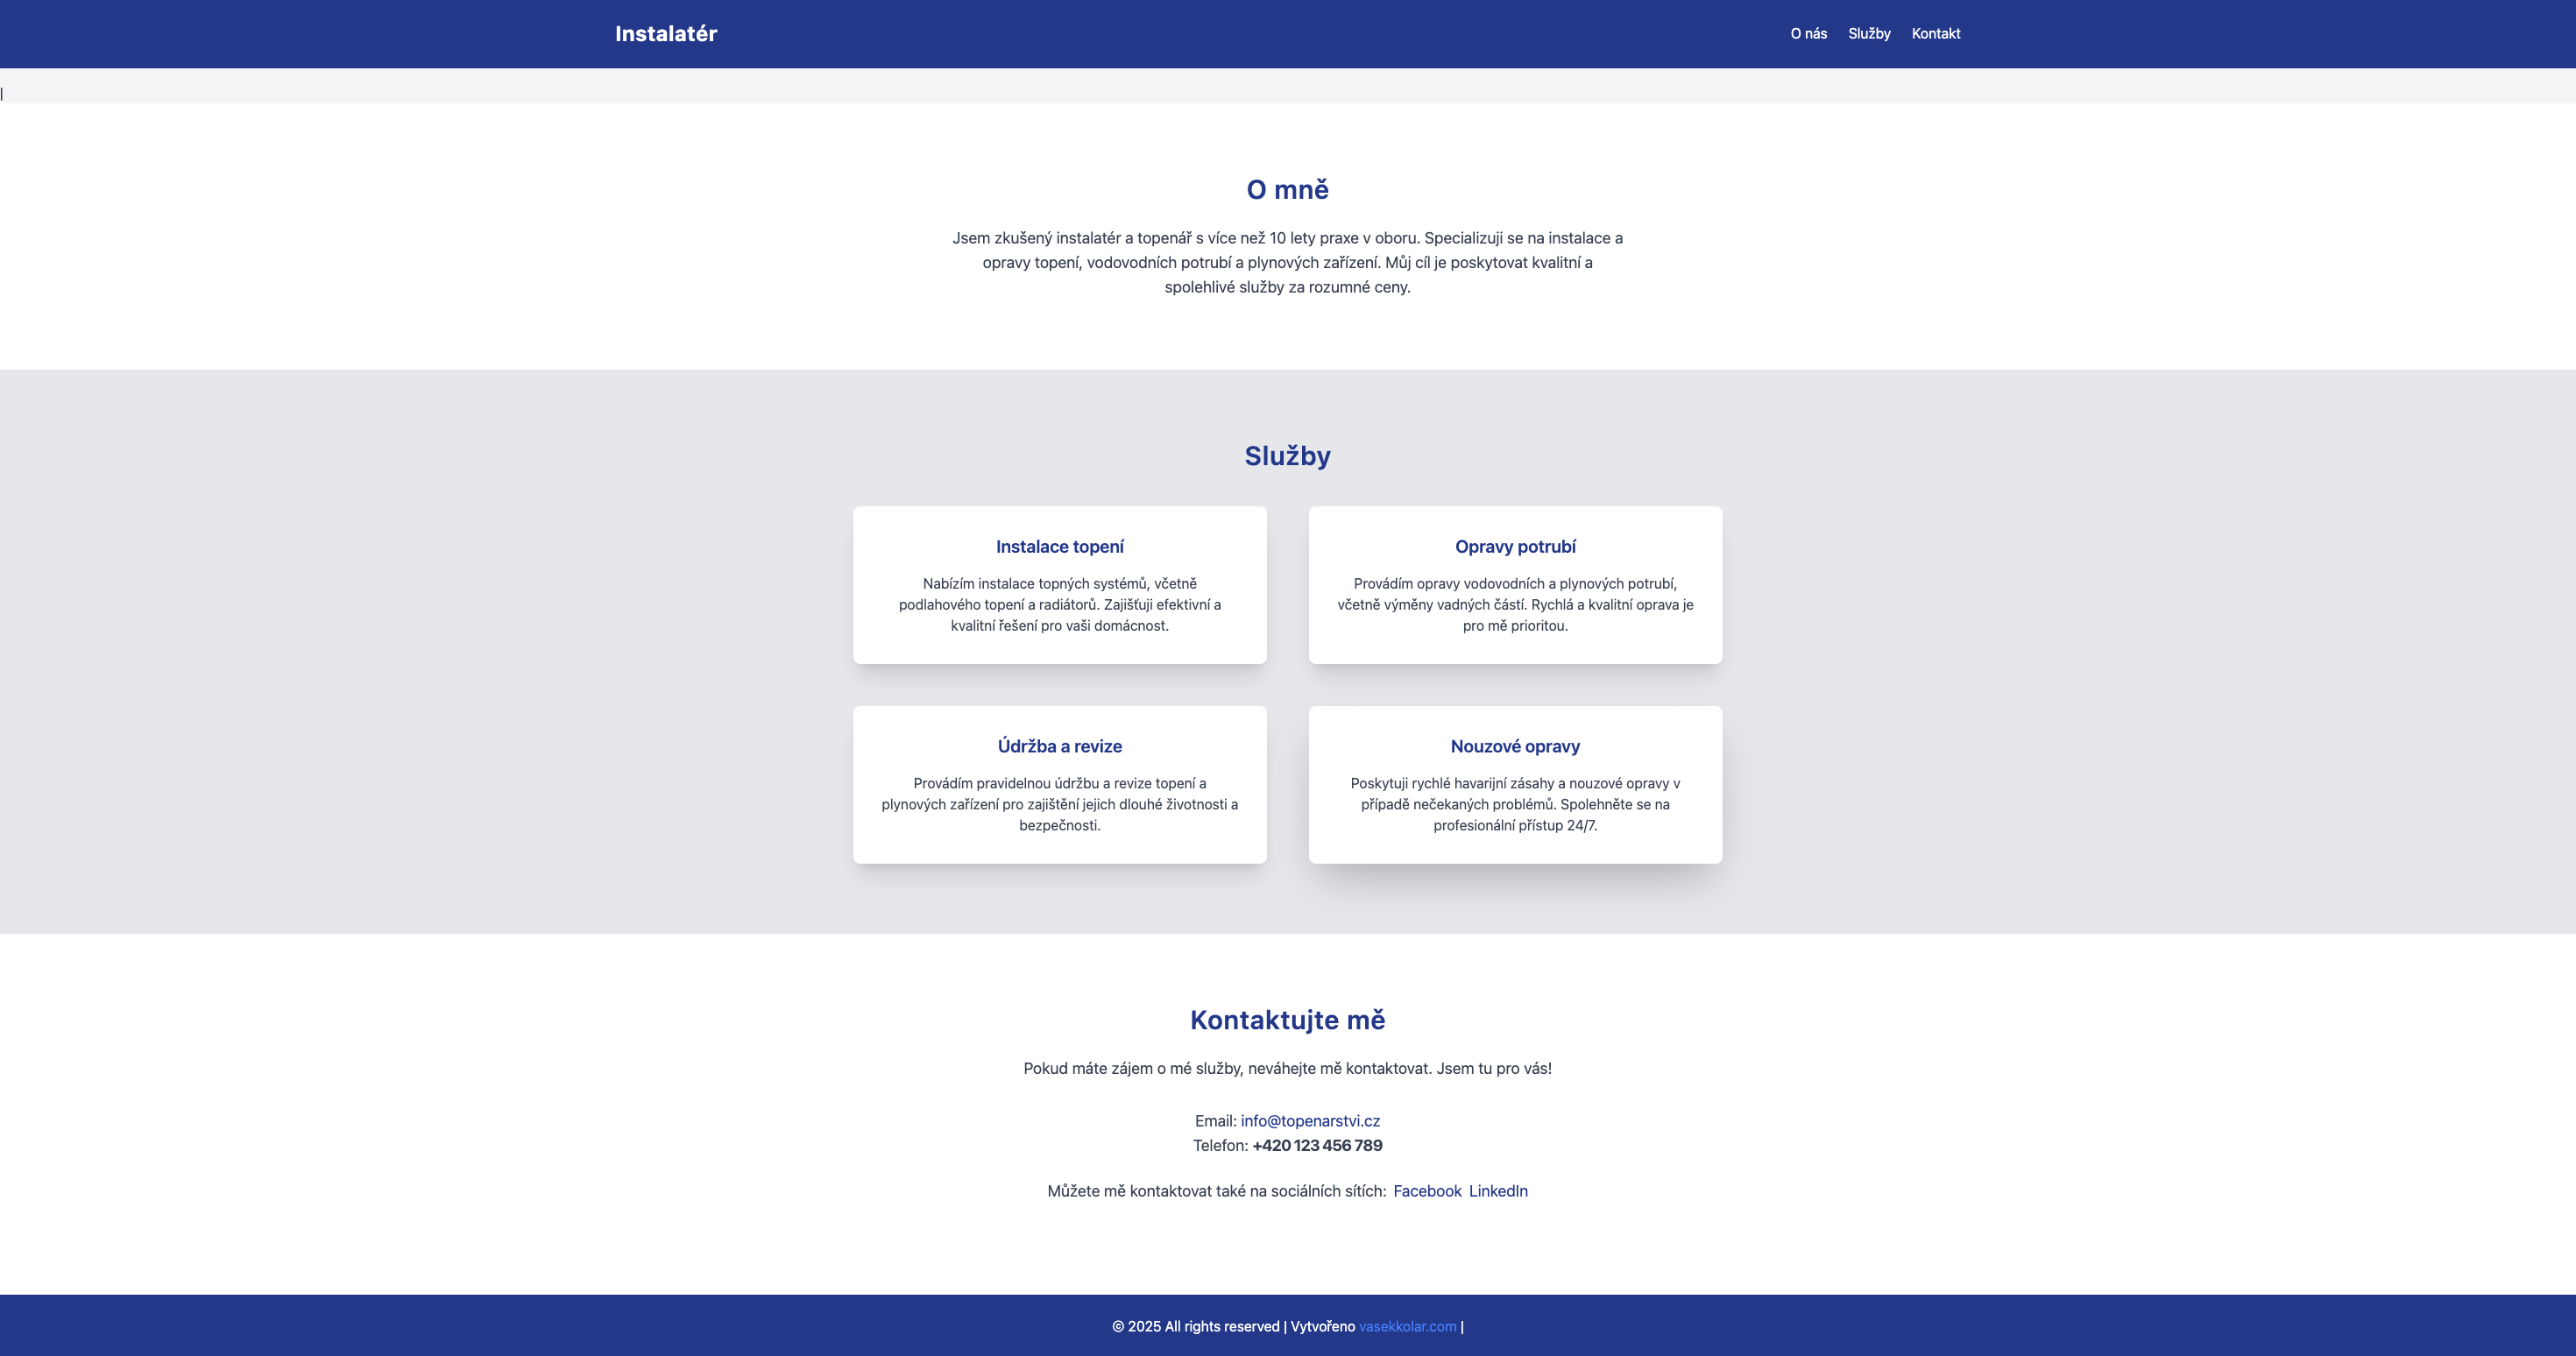 Instalatér
O nás Služby Kontakt
|
O mně
Jsem zkušený instalatér a topenář s více než 10 lety praxe v oboru. Specializuji se na instalace a
opravy topení, vodovodních potrubí a plynových zařízení. Můj cíl je poskytovat kvalitní a
spolehlivé služby za rozumné ceny.
Služby
Instalace topení
Nabízím instalace topných systémů, včetně
podlahového topení a radiátorů. Zajišťuji efektivní a
kvalitní řešení pro vaši domácnost.
Opravy potrubí
Provádím opravy vodovodních a plynových potrubí,
včetně výměny vadných částí. Rychlá a kvalitní oprava je
pro mě prioritou.
Údržba a revize
Provádím pravidelnou údržbu a revize topení a
plynových zařízení pro zajištění jejich dlouhé životnosti a
bezpečnosti.
Nouzové opravy
Poskytuji rychlé havarijní zásahy a nouzové opravy v
případě nečekaných problémů. Spolehněte se na
profesionální přístup 24/7.
Kontaktujte mě
Pokud máte zájem o mé služby, neváhejte mě kontaktovat. Jsem tu pro vás!
Email: info@topenarstvi.cz
Telefon: +420 123 456 789
Můžete mě kontaktovat také na sociálních sítích: Facebook LinkedIn
© 2025 All rights reserved | Vytvořeno vasekkolar.com |